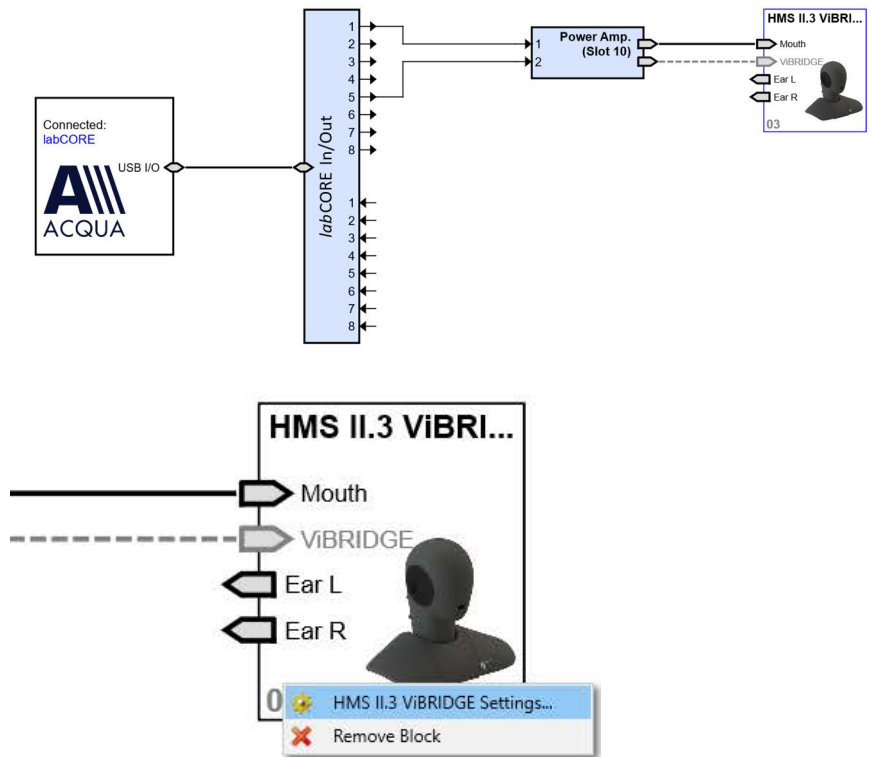 Connected:
labCORE
USB I/O
ACQUA
labCORE In/Out
1
2
3
4
5
6
7
8
1
2
3
4
5
6
7
8
Power Amp.
(Slot 10)
1
2
HMS II.3 ViBRI...
Mouth
ViBRIDGE
Ear L
Ear R
03
HMS II.3 ViBRI...
Mouth
ViBRIDGE
Ear L
Ear R
0
HMS II.3 ViBRIDGE Settings...
Remove Block